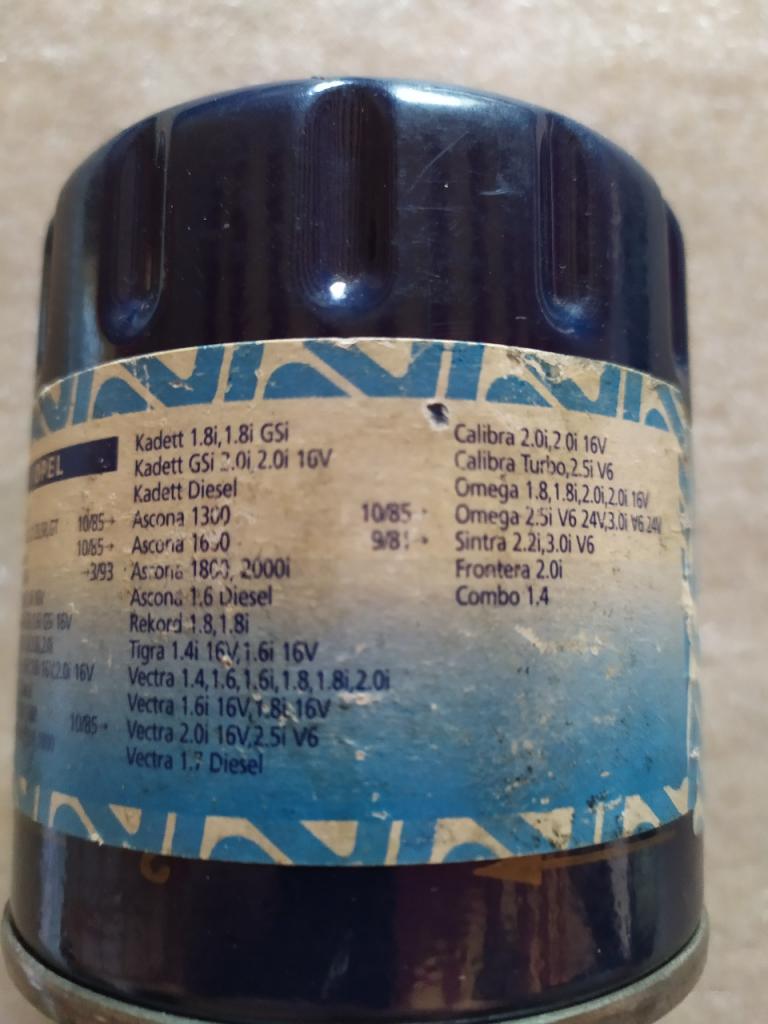 OPEL
Kadett 1.8i,1.8i GSi
Kadett GSi 2.0i,2.0i 16V
Kadett Diesel
10/85→ Ascona 1300
10/85→ Ascona 1600
→3/93 Ascona 1800, 2000i
Ascona 1.6 Diesel
16V Rekord 1.8,1.8i
Tigra 1.4i 16V,1.6i 16V
2.0i 16V Vectra 1.4,1.6,1.6i,1.8,1.8i,2.0i
Vectra 1.6i 16V,1.8i 16V
10/85→ Vectra 2.0i 16V,2.5i V6
Vectra 1.7 Diesel
Calibra 2.0i,2.0i 16V
Calibra Turbo,2.5i V6
Omega 1.8,1.8i,2.0i,2.0i 16V
10/85→ Omega 2.5i V6 24V,3.0i V6 24V
9/81→ Sintra 2.2i,3.0i V6
Frontera 2.0i
Combo 1.4